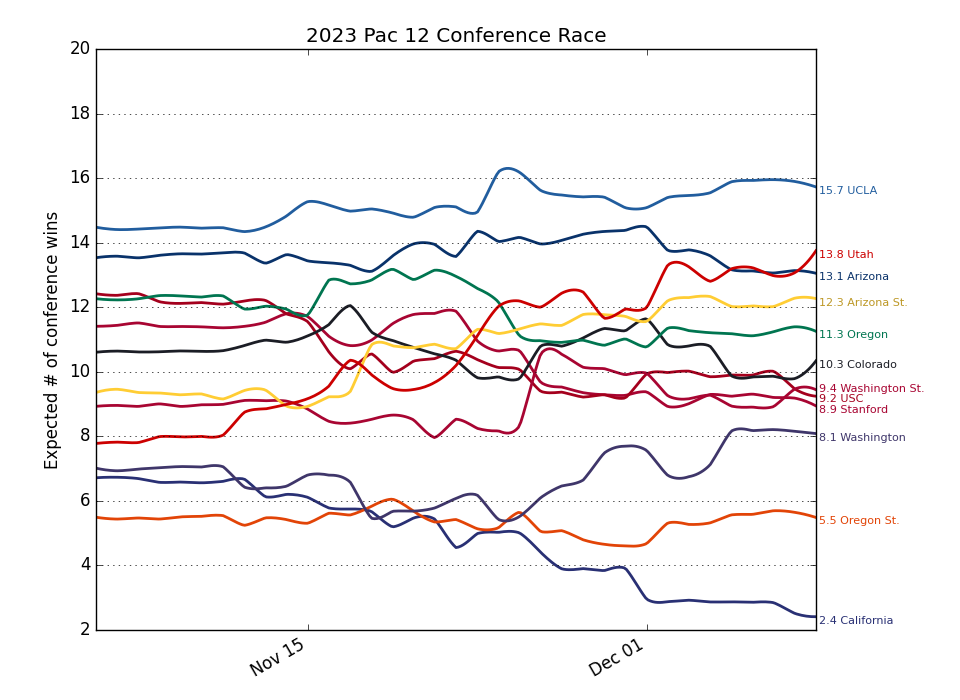 2023 Pac 12 Conference Race
Expected # of conference wins
20
18
16
14
12
10
8
6
4
2
Nov 15
Dec 01
15.7 UCLA
13.8 Utah
13.1 Arizona
12.3 Arizona St.
11.3 Oregon
10.3 Colorado
9.4 Washington St.
9.2 USC
8.9 Stanford
8.1 Washington
5.5 Oregon St.
2.4 California